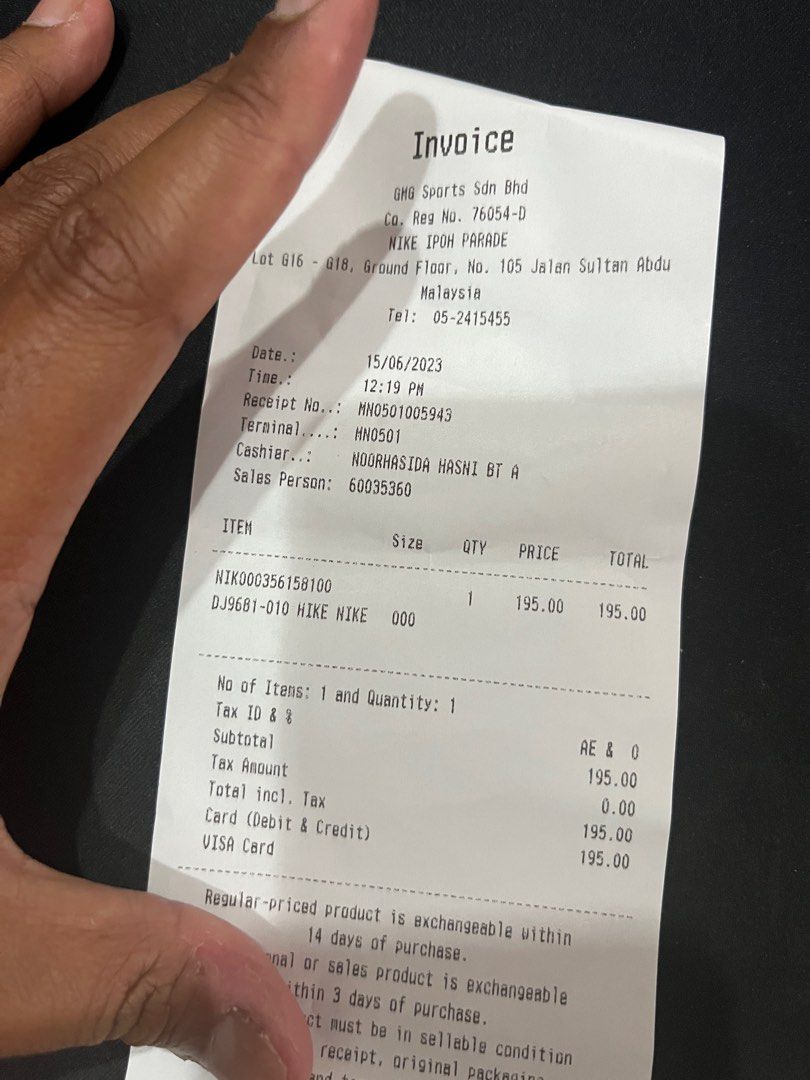 Invoice
GMG Sports Sdn Bhd
Co. Reg No. 76054-D
NIKE IPOH PARADE
Lot G16 - G18, Ground Floor, No. 105 Jalan Sultan Abdu
Malaysia
Tel: 05-2415455
Date.: 15/06/2023
Time.: 12:19 PM
Receipt No..: MN0501005943
Terminal....: MN0501
Cashier..: NOORHASIDA HASNI BT A
Sales Person: 60035360
ITEM Size QTY PRICE TOTAL
NIK000356158100 1 195.00 195.00
DJ9681-010 HIKE NIKE 000
No of Items: 1 and Quantity: 1
Tax ID & % AE & 0
Subtotal 195.00
Tax Amount 0.00
Total incl. Tax 195.00
Card (Debit & Credit) 195.00
VISA Card
Regular-priced product is exchangeable within
14 days of purchase.
or sales product is exchangeable
3 days of purchase.
must be in sellable condition
receipt, original